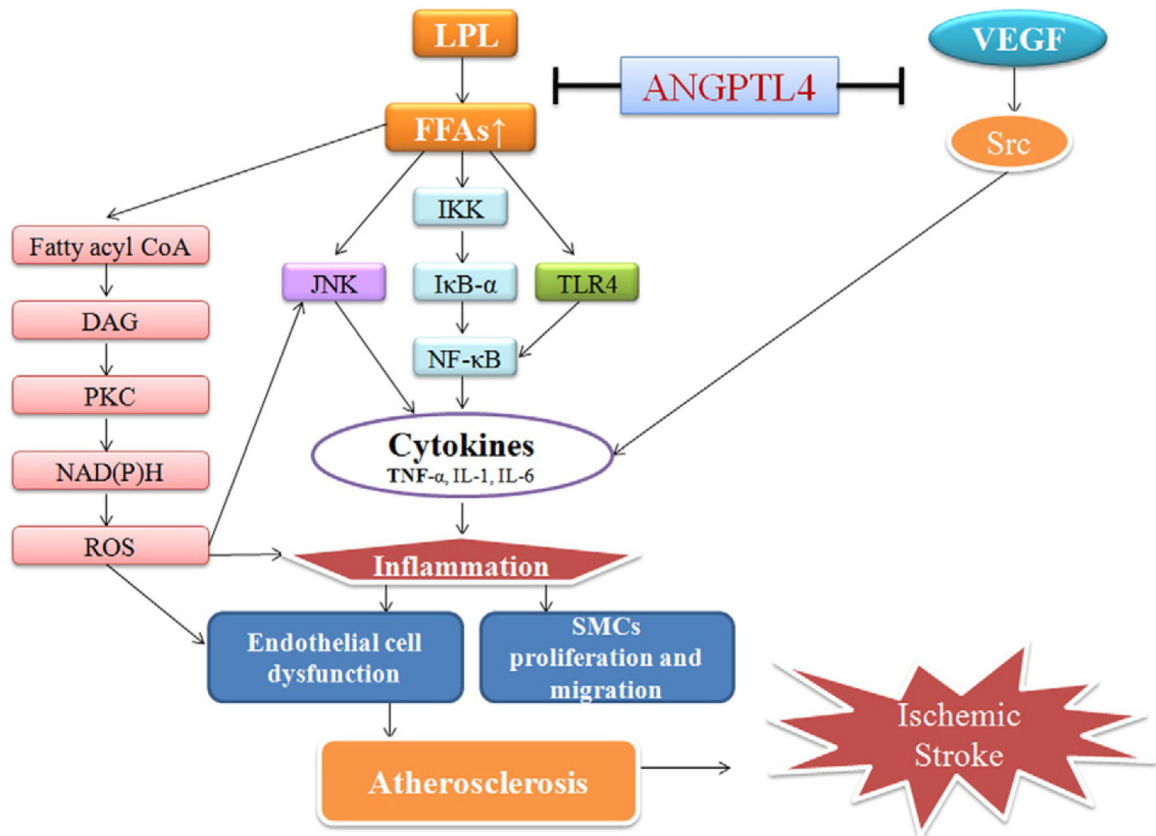 LPL
VEGF
ANGPTL4
FFAs↑
Src
IKK
Fatty acyl CoA
JNK
IκB-α
TLR4
DAG
NF-κB
PKC
Cytokines
TNF-α, IL-1, IL-6
NAD(P)H
ROS
Inflammation
Endothelial cell
dysfunction
SMCs
proliferation and
migration
Ischemic
Stroke
Atherosclerosis